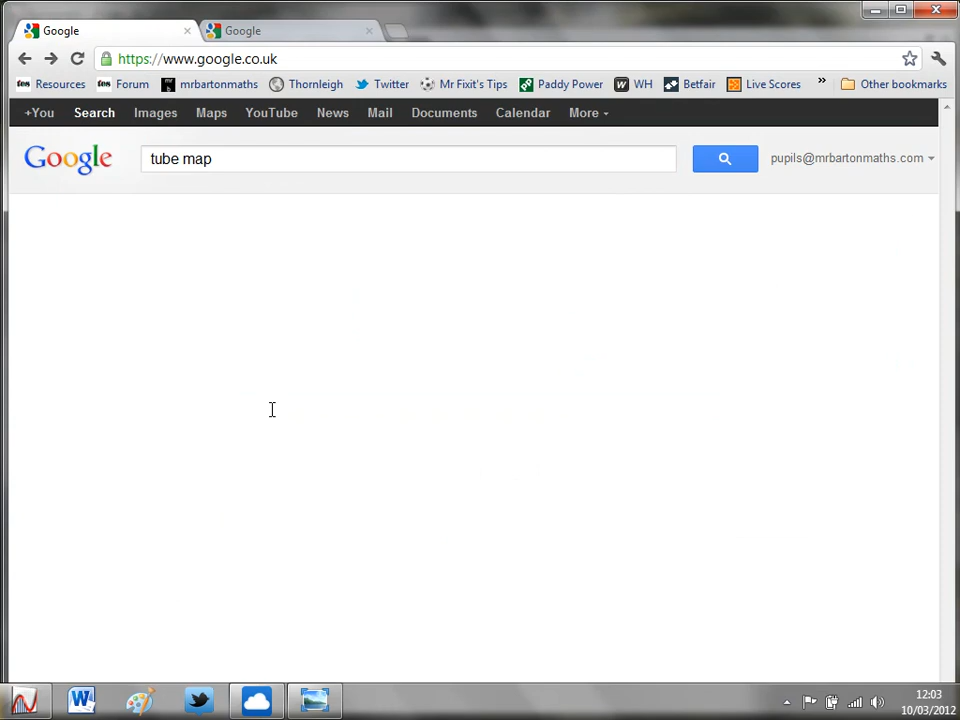 Google
Google
https://www.google.co.uk
tes Resources
tes Forum
mrbartonmaths
Thornleigh
Twitter
Mr Fixit's Tips
Paddy Power
W WH
Betfair
Live Scores
»
Other bookmarks
+You Search Images Maps YouTube News Mail Documents Calendar More
Google
tube map
pupils@mrbartonmaths.com
W
12:03
10/03/2012